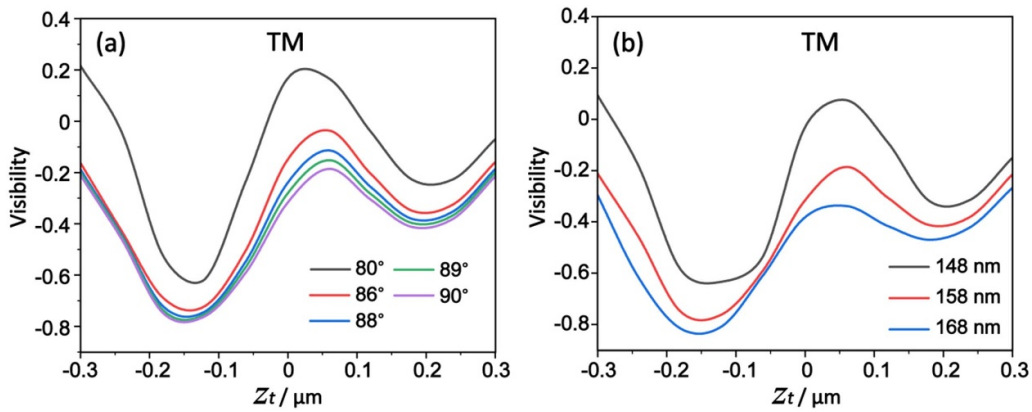 (a) TM
Visibility
0.4
0.2
0
-0.2
-0.4
-0.6
-0.8
80° 89°
86° 90°
88°
-0.3 -0.2 -0.1 0 0.1 0.2 0.3
Zt / μm
(b) TM
Visibility
0.4
0.2
0
-0.2
-0.4
-0.6
-0.8
148 nm
158 nm
168 nm
-0.3 -0.2 -0.1 0 0.1 0.2 0.3
Zt / μm